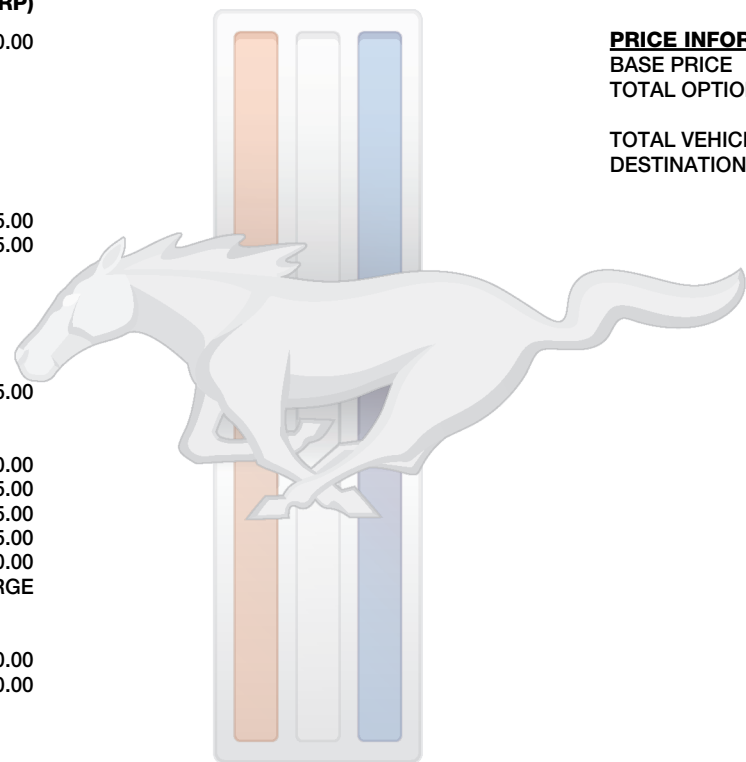 RP)
0.00
5.00
5.00
5.00
0.00
5.00
5.00
5.00
0.00
RGE
0.00
0.00
PRICE INFOR
BASE PRICE
TOTAL OPTIO
TOTAL VEHIC
DESTINATION